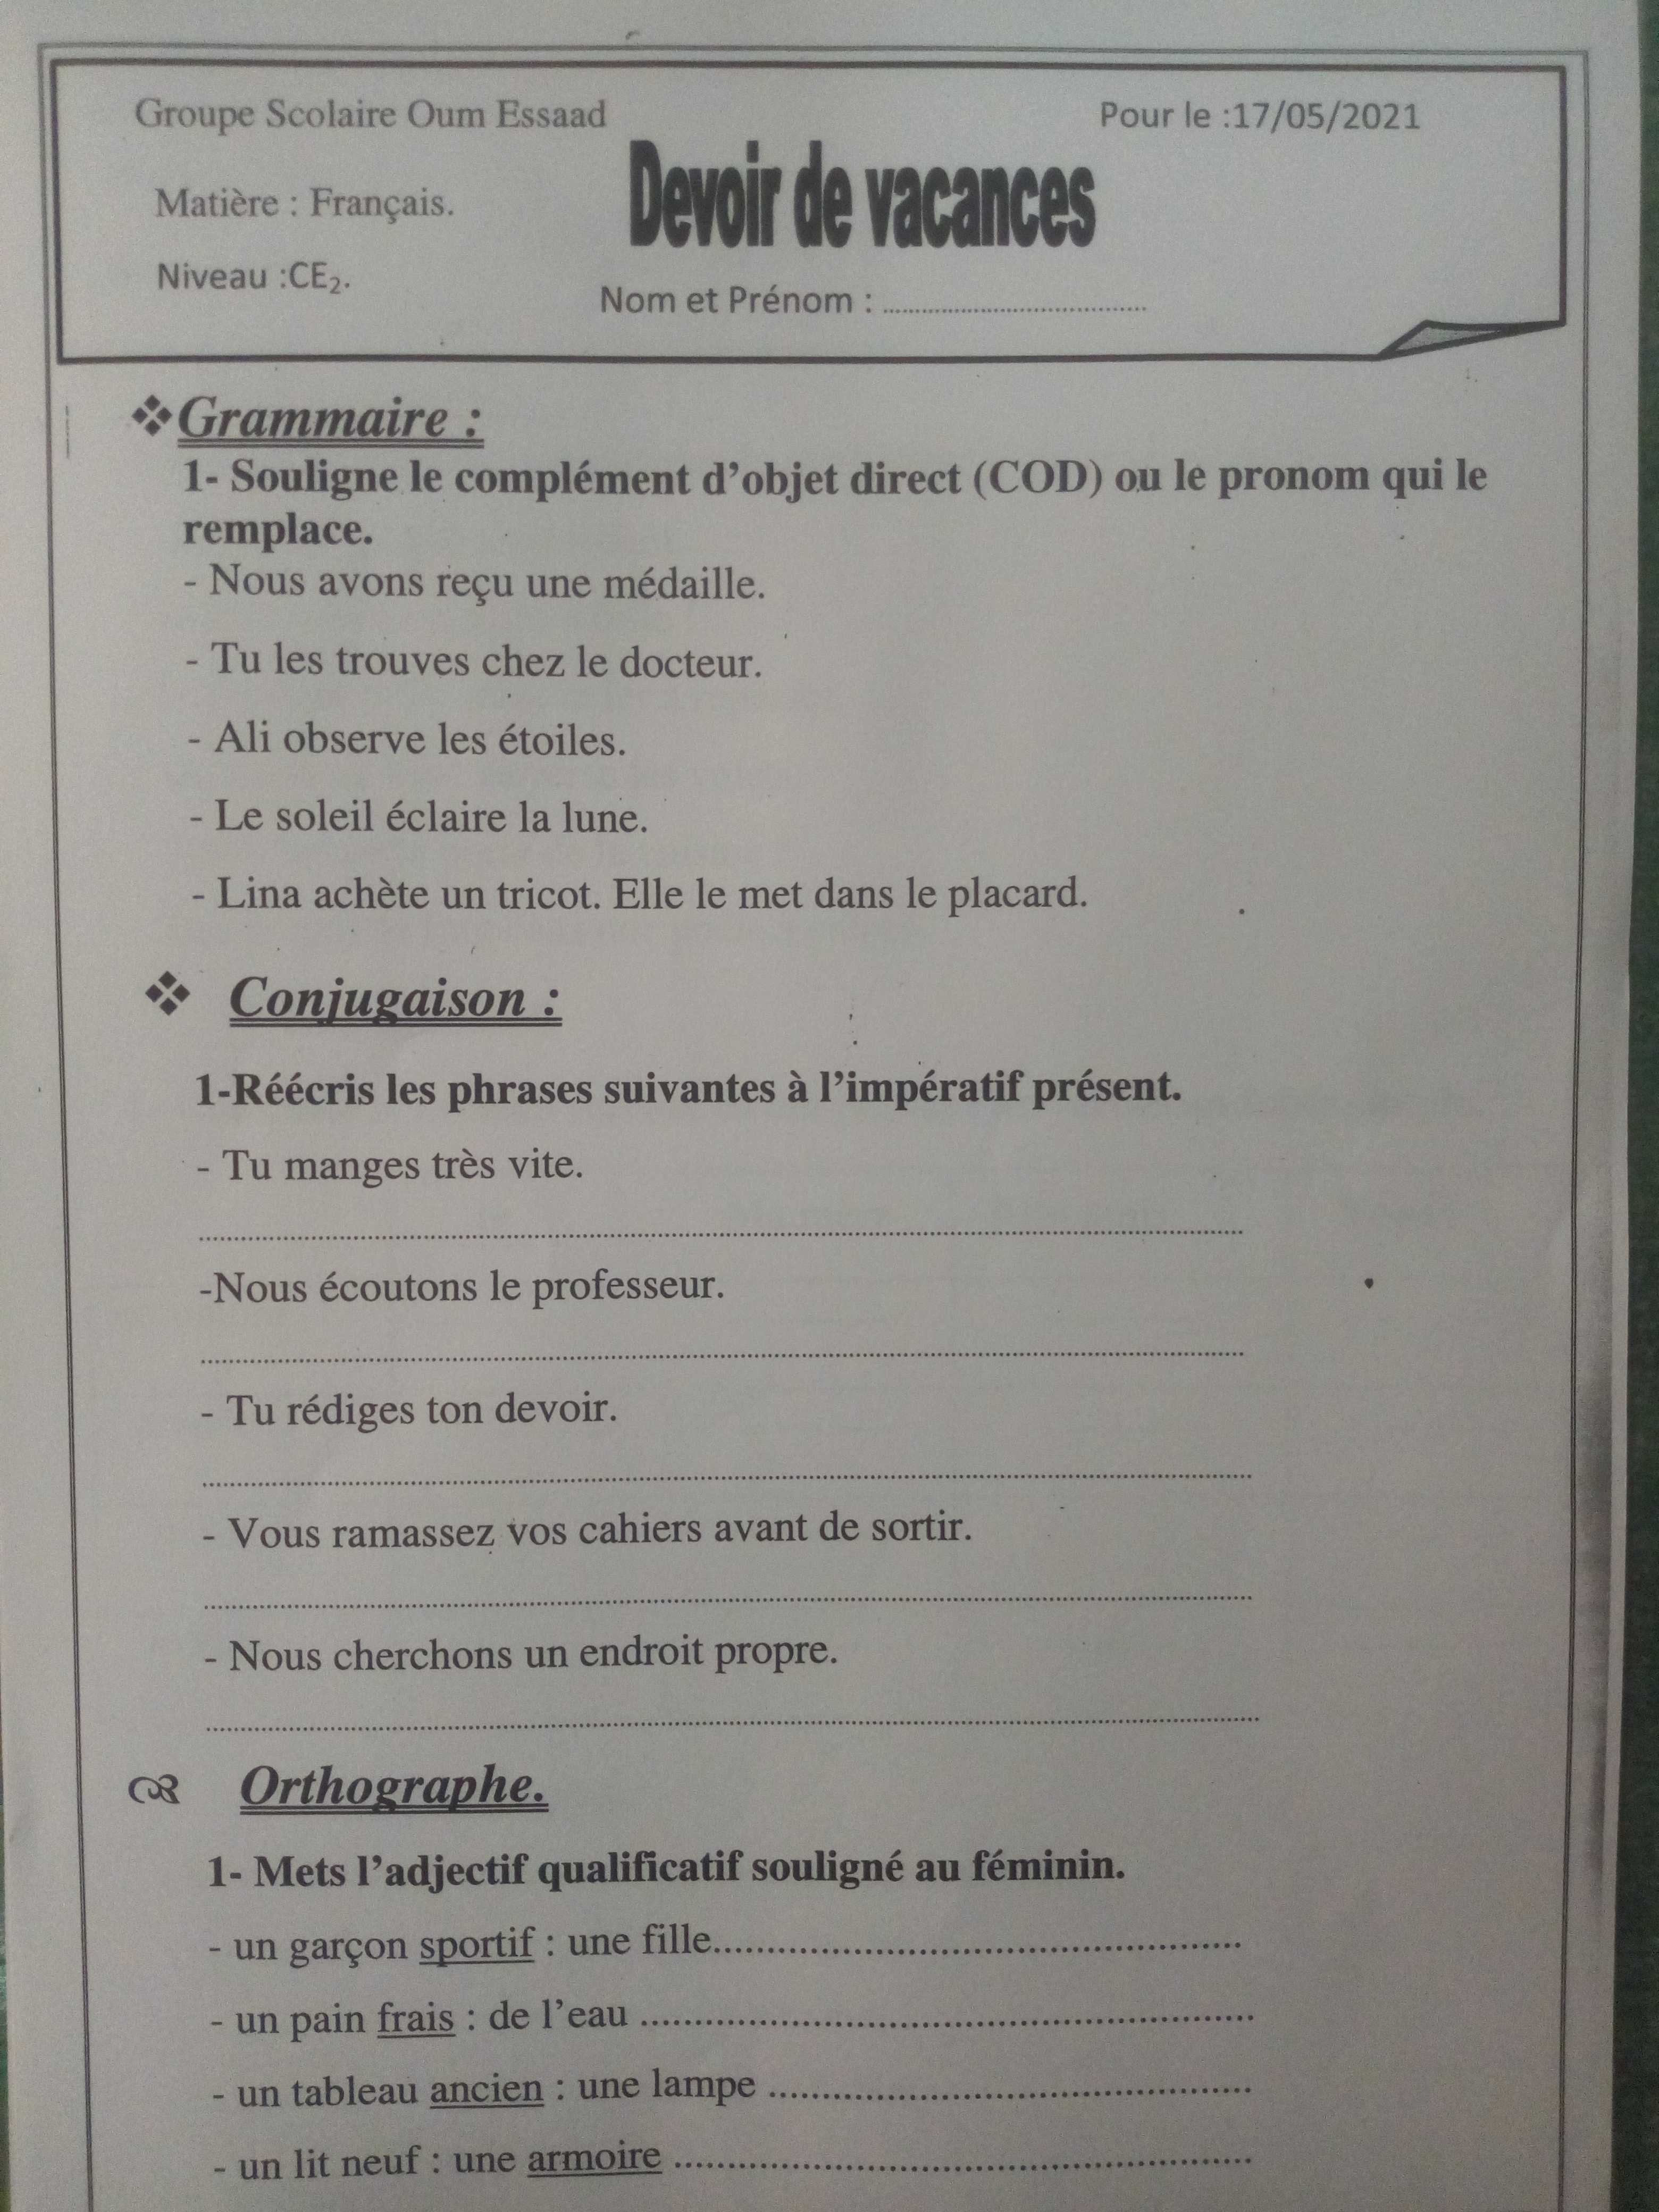 Groupe Scolaire Oum Essaad
Pour le :17/05/2021
Devoir de vacances
Matière : Français.
Niveau :CE₂.
Nom et Prénom : ........................................
❖Grammaire :
1- Souligne le complément d’objet direct (COD) ou le pronom qui le
remplace.
- Nous avons reçu une médaille.
- Tu les trouves chez le docteur.
- Ali observe les étoiles.
- Le soleil éclaire la lune.
- Lina achète un tricot. Elle le met dans le placard.
❖ Conjugaison :
1-Réécris les phrases suivantes à l’impératif présent.
- Tu manges très vite.
-Nous écoutons le professeur.
- Tu rédiges ton devoir.
- Vous ramassez vos cahiers avant de sortir.
- Nous cherchons un endroit propre.
Orthographe.
1- Mets l’adjectif qualificatif souligné au féminin.
- un garçon sportif : une fille..................................................
- un pain frais : de l’eau ..........................................................
- un tableau ancien : une lampe ..............................................
- un lit neuf : une armoire ......................................................